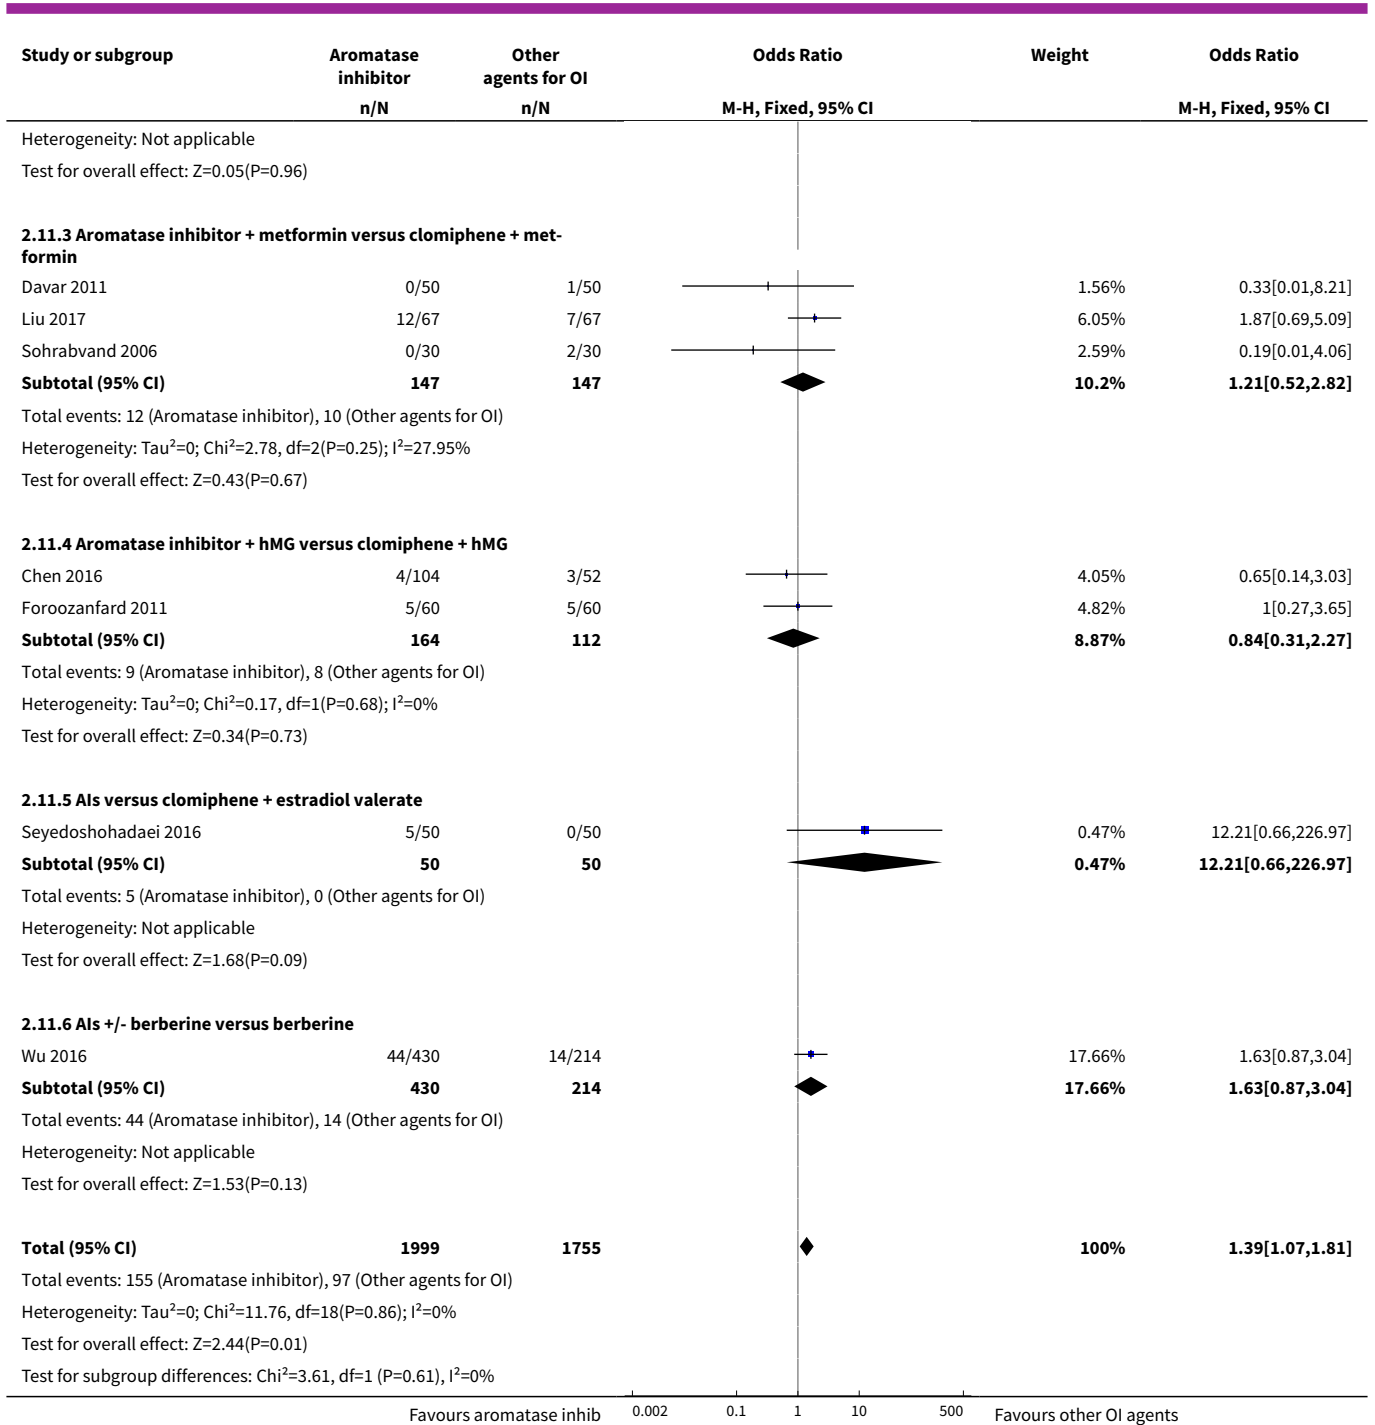 Study or subgroup Aromatase inhibitor Other agents for OI Odds Ratio Weight Odds Ratio
n/N n/N M-H, Fixed, 95% CI M-H, Fixed, 95% CI
Heterogeneity: Not applicable
Test for overall effect: Z=0.05(P=0.96)
2.11.3 Aromatase inhibitor + metformin versus clomiphene + met-
formin
Davar 2011 0/50 1/50 1.56% 0.33[0.01,8.21]
Liu 2017 12/67 7/67 6.05% 1.87[0.69,5.09]
Sohrabvand 2006 0/30 2/30 2.59% 0.19[0.01,4.06]
Subtotal (95% CI) 147 147 10.2% 1.21[0.52,2.82]
Total events: 12 (Aromatase inhibitor), 10 (Other agents for OI)
Heterogeneity: Tau²=0; Chi²=2.78, df=2(P=0.25); I²=27.95%
Test for overall effect: Z=0.43(P=0.67)
2.11.4 Aromatase inhibitor + hMG versus clomiphene + hMG
Chen 2016 4/104 3/52 4.05% 0.65[0.14,3.03]
Foroozanfard 2011 5/60 5/60 4.82% 1[0.27,3.65]
Subtotal (95% CI) 164 112 8.87% 0.84[0.31,2.27]
Total events: 9 (Aromatase inhibitor), 8 (Other agents for OI)
Heterogeneity: Tau²=0; Chi²=0.17, df=1(P=0.68); I²=0%
Test for overall effect: Z=0.34(P=0.73)
2.11.5 AIs versus clomiphene + estradiol valerate
Seyedoshohadaei 2016 5/50 0/50 0.47% 12.21[0.66,226.97]
Subtotal (95% CI) 50 50 0.47% 12.21[0.66,226.97]
Total events: 5 (Aromatase inhibitor), 0 (Other agents for OI)
Heterogeneity: Not applicable
Test for overall effect: Z=1.68(P=0.09)
2.11.6 AIs +/- berberine versus berberine
Wu 2016 44/430 14/214 17.66% 1.63[0.87,3.04]
Subtotal (95% CI) 430 214 17.66% 1.63[0.87,3.04]
Total events: 44 (Aromatase inhibitor), 14 (Other agents for OI)
Heterogeneity: Not applicable
Test for overall effect: Z=1.53(P=0.13)
Total (95% CI) 1999 1755 100% 1.39[1.07,1.81]
Total events: 155 (Aromatase inhibitor), 97 (Other agents for OI)
Heterogeneity: Tau²=0; Chi²=11.76, df=18(P=0.86); I²=0%
Test for overall effect: Z=2.44(P=0.01)
Test for subgroup differences: Chi²=3.61, df=1 (P=0.61), I²=0%
Favours aromatase inhib 0.002 0.1 1 10 500 Favours other OI agents